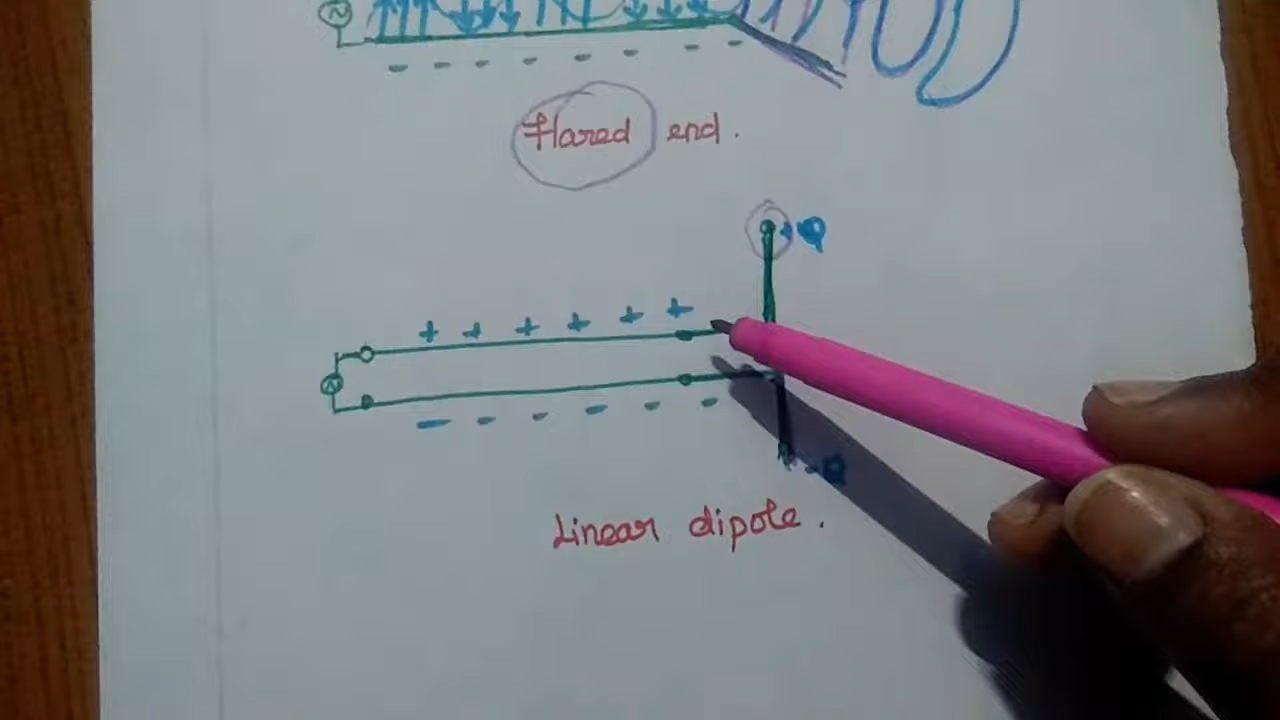 - - - - - - - -
Flared end.
+Q
+ + + + + +
- - - - - -
-Q
Linear dipole.